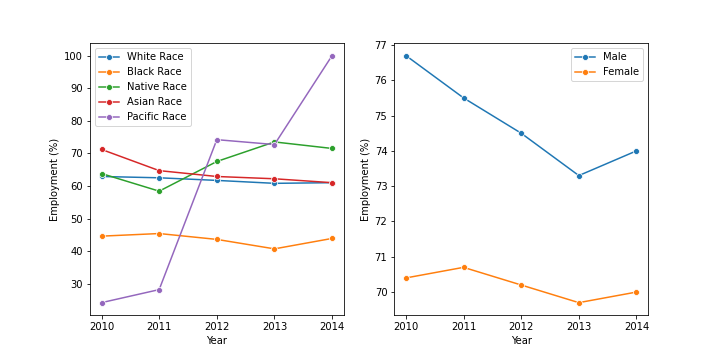 White Race
Black Race
Native Race
Asian Race
Pacific Race
100
90
80
70
60
50
40
30
Employment (%)
2010 2011 2012 2013 2014
Year
Male
Female
77
76
75
74
73
72
71
70
Employment (%)
2010 2011 2012 2013 2014
Year